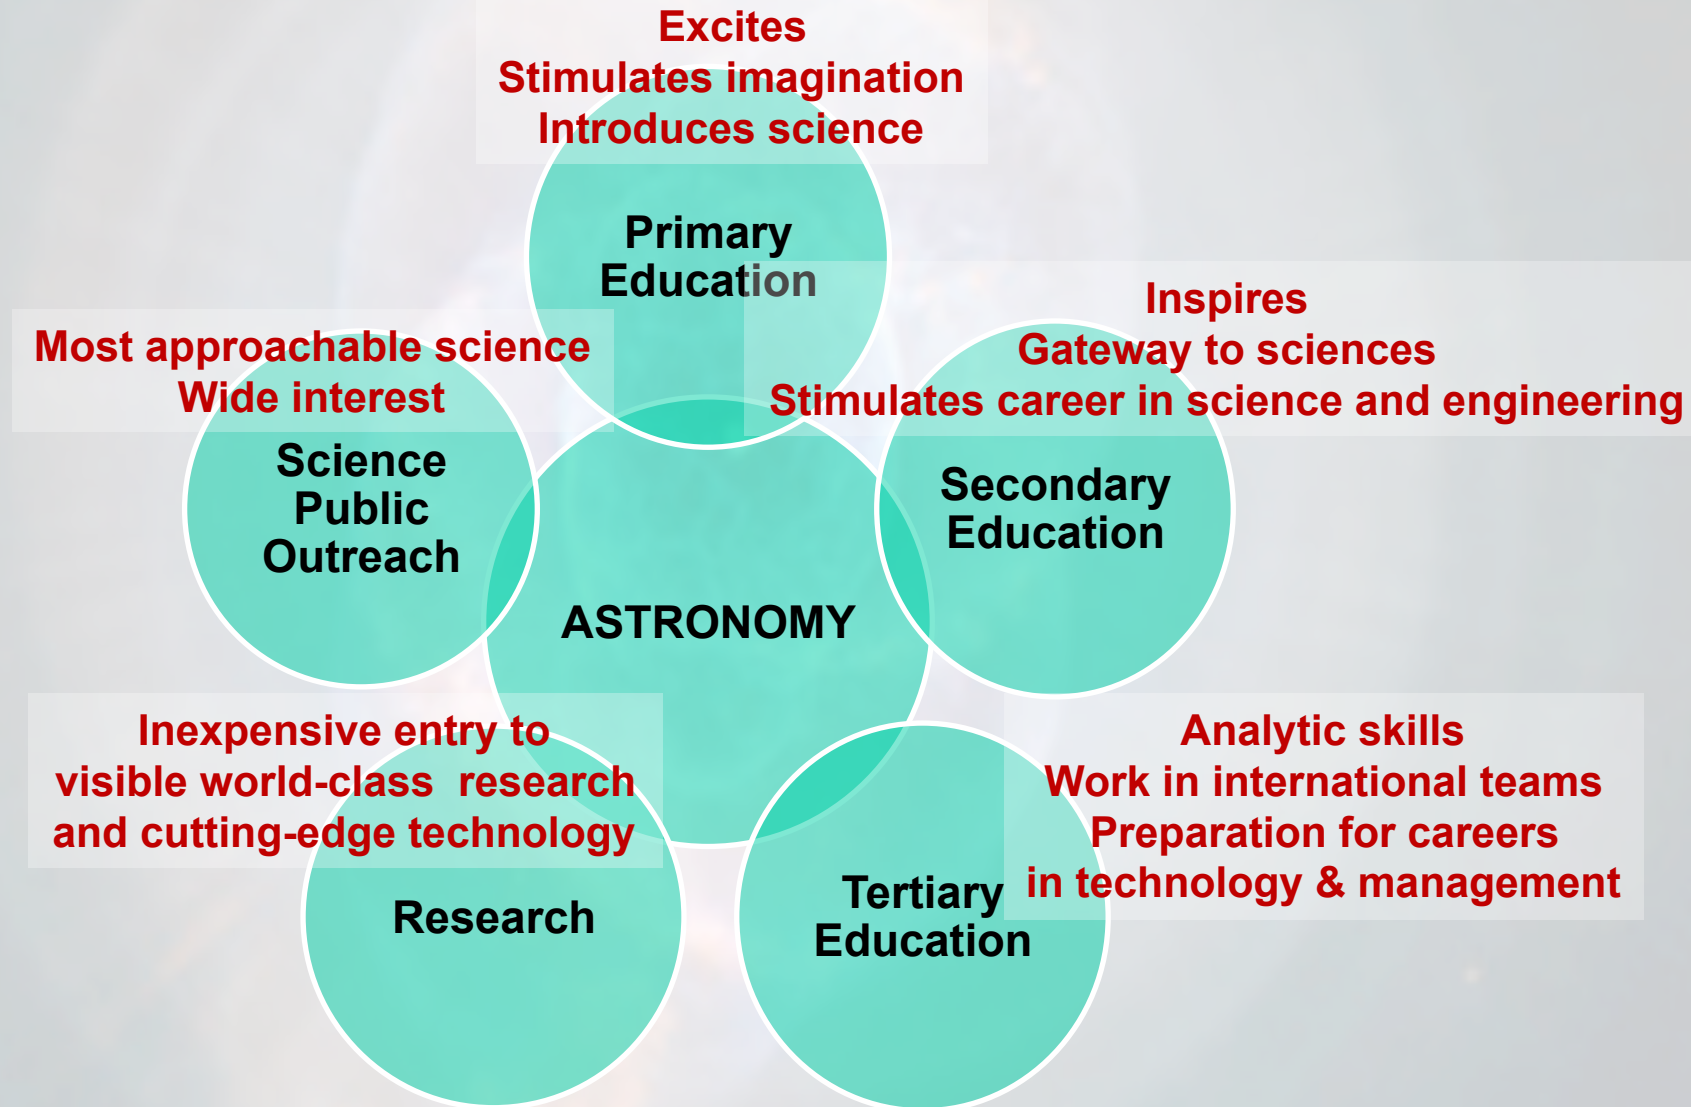 Excites
Stimulates imagination
Introduces science
Primary
Education
Inspires
Gateway to sciences
Stimulates career in science and engineering
Most approachable science
Wide interest
Science
Public
Outreach
Secondary
Education
ASTRONOMY
Inexpensive entry to
visible world-class  research
and cutting-edge technology
Research
Analytic skills
Work in international teams
Preparation for careers
in technology & management
Tertiary
Education